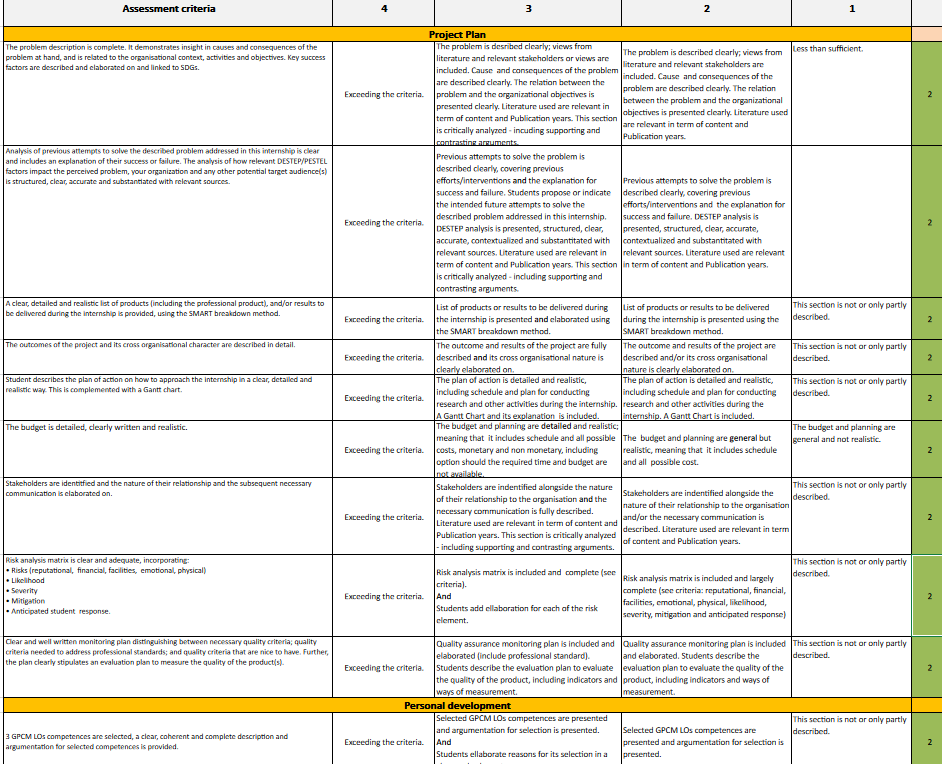 Assessment criteria 4 3 2 1
Project Plan
The problem description is complete. It demonstrates insight in causes and consequences of the
problem at hand, and is related to the organisational context, activities and objectives. Key success
factors are described and elaborated on and linked to SDGs.
Exceeding the criteria.
The problem is desribed clearly; views from
literature and relevant stakeholders or views are
included. Cause and consequences of the problem
are described clearly. The relation between the
problem and the organizational objectives is
presented clearly. Literature used are relevant in
term of content and Publication years. This section
is critically analyzed - incuding supporting and
contrasting arguments.
The problem is described clearly; views from
literature and relevant stakeholders are
included. Cause and consequences of the
problem are described clearly. The relation
between the problem and the organizational
objectives is presented clearly. Literature used
are relevant in term of content and
Publication years.
Less than sufficient.
2
Analysis of previous attempts to solve the described problem addressed in this internship is clear
and includes an explanation of their success or failure. The analysis of how relevant DESTEP/PESTEL
factors impact the perceived problem, your organization and any other potential target audience(s)
is structured, clear, accurate and substantiated with relevant sources.
Exceeding the criteria.
Previous attempts to solve the problem is
described clearly, covering previous
efforts/interventions and the explanation for
success and failure. Students propose or indicate
the intended future attempts to solve the
described problem addressed in this internship.
DESTEP analysis is presented, structured, clear,
accurate, contextualized and substantitated with
relevant sources. Literature used are relevant in
term of content and Publication years. This section
is critically analyzed - including supporting and
contrasting arguments.
Previous attempts to solve the problem is
described clearly, covering previous
efforts/interventions and the explanation for
success and failure. DESTEP analysis is
presented, structured, clear, accurate,
contextualized and substantitated with
relevant sources. Literature used are relevant
in term of content and Publication years.
2
A clear, detailed and realistic list of products (including the professional product), and/or results to
be delivered during the internship is provided, using the SMART breakdown method.
Exceeding the criteria.
List of products or results to be delivered during
the internship is presented and elaborated using
the SMART breakdown method.
List of products or results to be delivered
during the internship is presented using the
SMART breakdown method.
This section is not or only partly
described.
2
The outcomes of the project and its cross organisational character are described in detail.
Exceeding the criteria.
The outcome and results of the project are fully
described and its cross organisational nature is
clearly elaborated on.
The outcome and results of the project are
described and/or its cross organisational
nature is clearly elaborated on.
This section is not or only partly
described.
2
Student describes the plan of action on how to approach the internship in a clear, detailed and
realistic way. This is complemented with a Gantt chart.
Exceeding the criteria.
The plan of action is detailed and realistic,
including schedule and plan for conducting
research and other activities during the internship.
A Gantt Chart and its explanation is included.
The plan of action is detailed and realistic,
including schedule and plan for conducting
research and other activities during the
internship. A Gantt Chart is included.
This section is not or only partly
described.
2
The budget is detailed, clearly written and realistic.
Exceeding the criteria.
The budget and planning are detailed and realistic;
meaning that it includes schedule and all possible
costs, monetary and non monetary, including
option should the required time and budget are
not available.
The budget and planning are general but
realistic, meaning that it includes schedule
and all possible cost.
The budget and planning are
general and not realistic.
2
Stakeholders are identified and the nature of their relationship and the subsequent necessary
communication is elaborated on.
Exceeding the criteria.
Stakeholders are indentified alongside the nature
of their relationship to the organisation and the
necessary communication is fully described.
Literature used are relevant in term of content and
Publication years. This section is critically analyzed
- including supporting and contrasting arguments.
Stakeholders are indentified alongside the
nature of their relationship to the organisation
and/or the necessary communication is
described. Literature used are relevant in term
of content and Publication years.
This section is not or only partly
described.
2
Risk analysis matrix is clear and adequate, incorporating:
• Risks (reputational, financial, facilities, emotional, physical)
• Likelihood
• Severity
• Mitigation
• Anticipated student response.
Exceeding the criteria.
Risk analysis matrix is included and complete (see
criteria).
And
Students add ellaboration for each of the risk
element.
Risk analysis matrix is included and largely
complete (see criteria: reputational, financial,
facilities, emotional, physical, likelihood,
severity, mitigation and anticipated response)
This section is not or only partly
described.
2
Clear and well written monitoring plan distinguishing between necessary quality criteria; quality
criteria needed to address professional standards; and quality criteria that are nice to have. Further,
the plan clearly stipulates an evaluation plan to measure the quality of the product(s).
Exceeding the criteria.
Quality assurance monitoring plan is included and
elaborated (include professional standard).
Students describe the evaluation plan to evaluate
the quality of the product, including indicators and
ways of measurement.
Quality assurance monitoring plan is included
and elaborated. Students describe the
evaluation plan to evaluate the quality of the
product, including indicators and ways of
measurement.
This section is not or only partly
described.
2
Personal development
3 GPCM LOs competences are selected, a clear, coherent and complete description and
argumentation for selected competences is provided.
Exceeding the criteria.
Selected GPCM LOs competences are presented
and argumentation for selection is presented.
And
Students ellaborate reasons for its selection in a
Selected GPCM LOs competences are
presented and argumentation for selection is
presented.
This section is not or only partly
described.
2